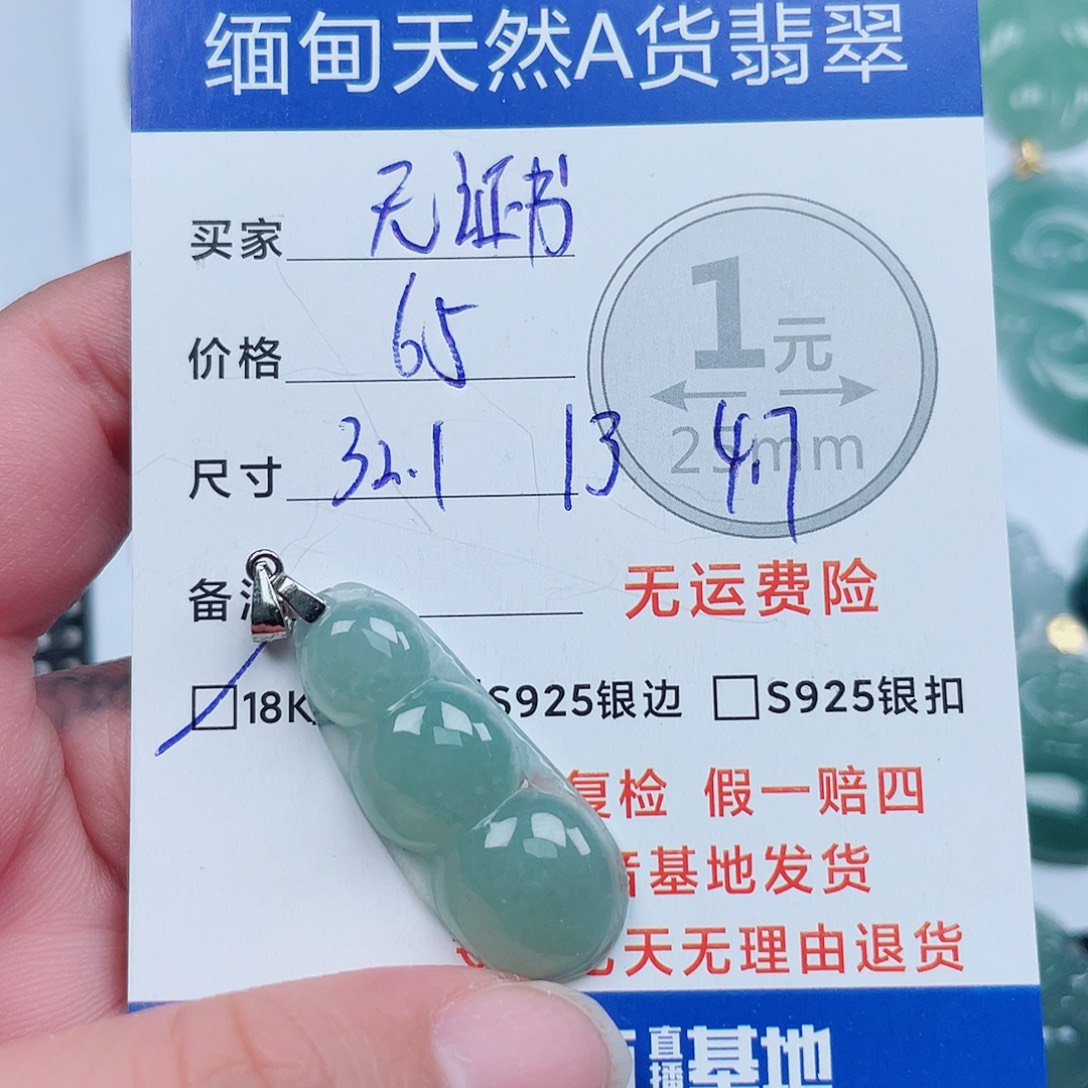 缅甸天然A货翡翠
买家 无证书
价格 65
尺寸 32.1 13 4.7
1元
25mm
备
无运费险
18K
S925银边
S925银扣
复检 假一赔四
基地发货
天无理由退货
直播基地